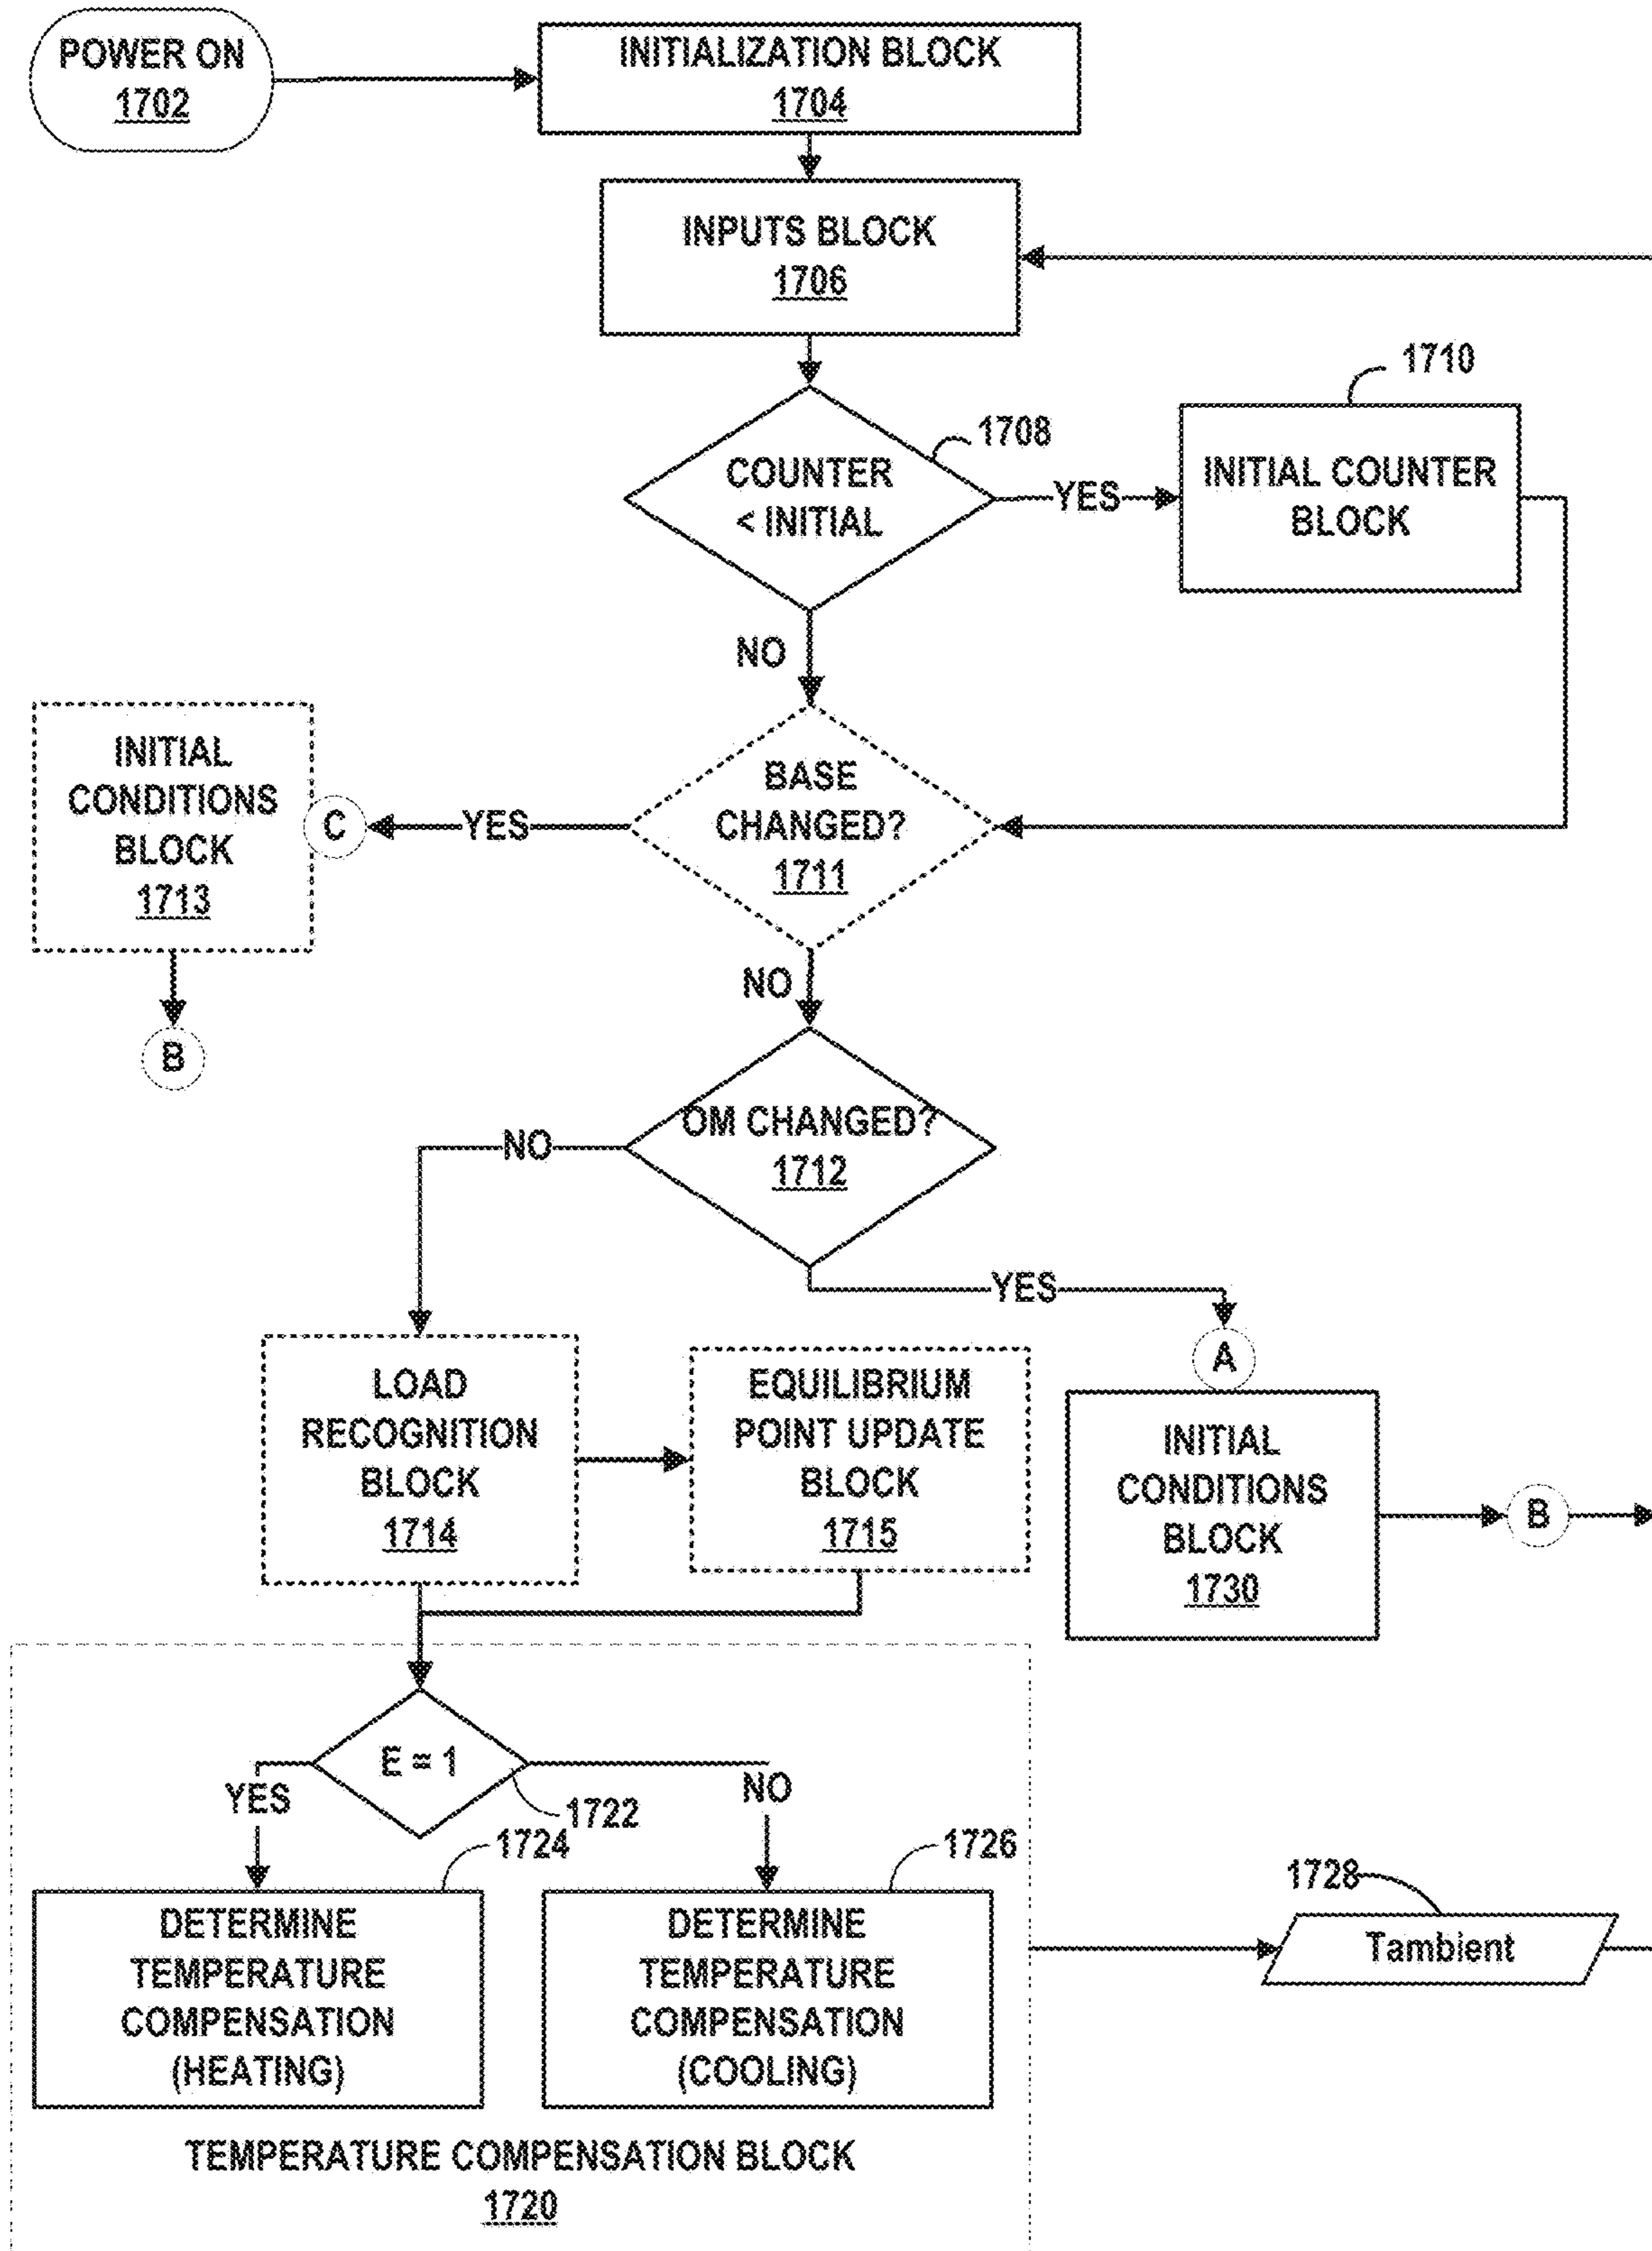 POWER ON
1702
INITIALIZATION BLOCK
1704
INPUTS BLOCK
1706
1708
COUNTER
< INITIAL
YES
1710
INITIAL COUNTER
BLOCK
NO
BASE
CHANGED?
1711
YES
C
INITIAL
CONDITIONS
BLOCK
1713
B
NO
OM CHANGED?
1712
NO
YES
A
LOAD
RECOGNITION
BLOCK
1714
EQUILIBRIUM
POINT UPDATE
BLOCK
1715
INITIAL
CONDITIONS
BLOCK
1730
B
E = 1
1722
YES
NO
1724
DETERMINE
TEMPERATURE
COMPENSATION
(HEATING)
1726
DETERMINE
TEMPERATURE
COMPENSATION
(COOLING)
1728
Tambient
TEMPERATURE COMPENSATION BLOCK
1720